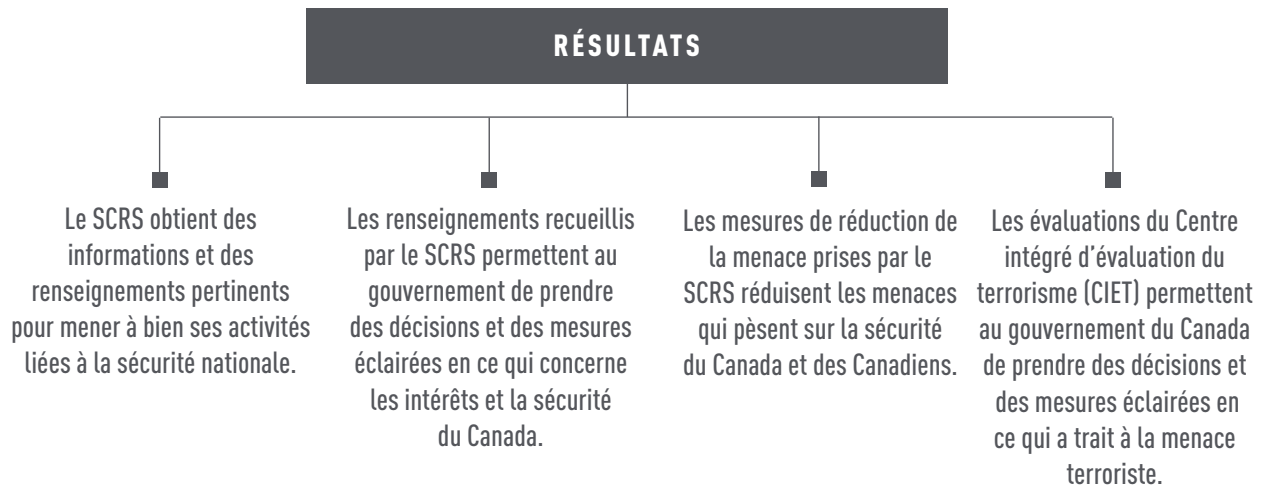 RÉSULTATS
Le SCRS obtient des
informations et des
renseignements pertinents
pour mener à bien ses activités
liées à la sécurité nationale.
Les renseignements recueillis
par le SCRS permettent au
gouvernement de prendre
des décisions et des mesures
éclairées en ce qui concerne
les intérêts et la sécurité
du Canada.
Les mesures de réduction de
la menace prises par le
SCRS réduisent les menaces
qui pèsent sur la sécurité
du Canada et des Canadiens.
Les évaluations du Centre
intégré d’évaluation du
terrorisme (CIET) permettent
au gouvernement du Canada
de prendre des décisions et
des mesures éclairées en
ce qui a trait à la menace
terroriste.